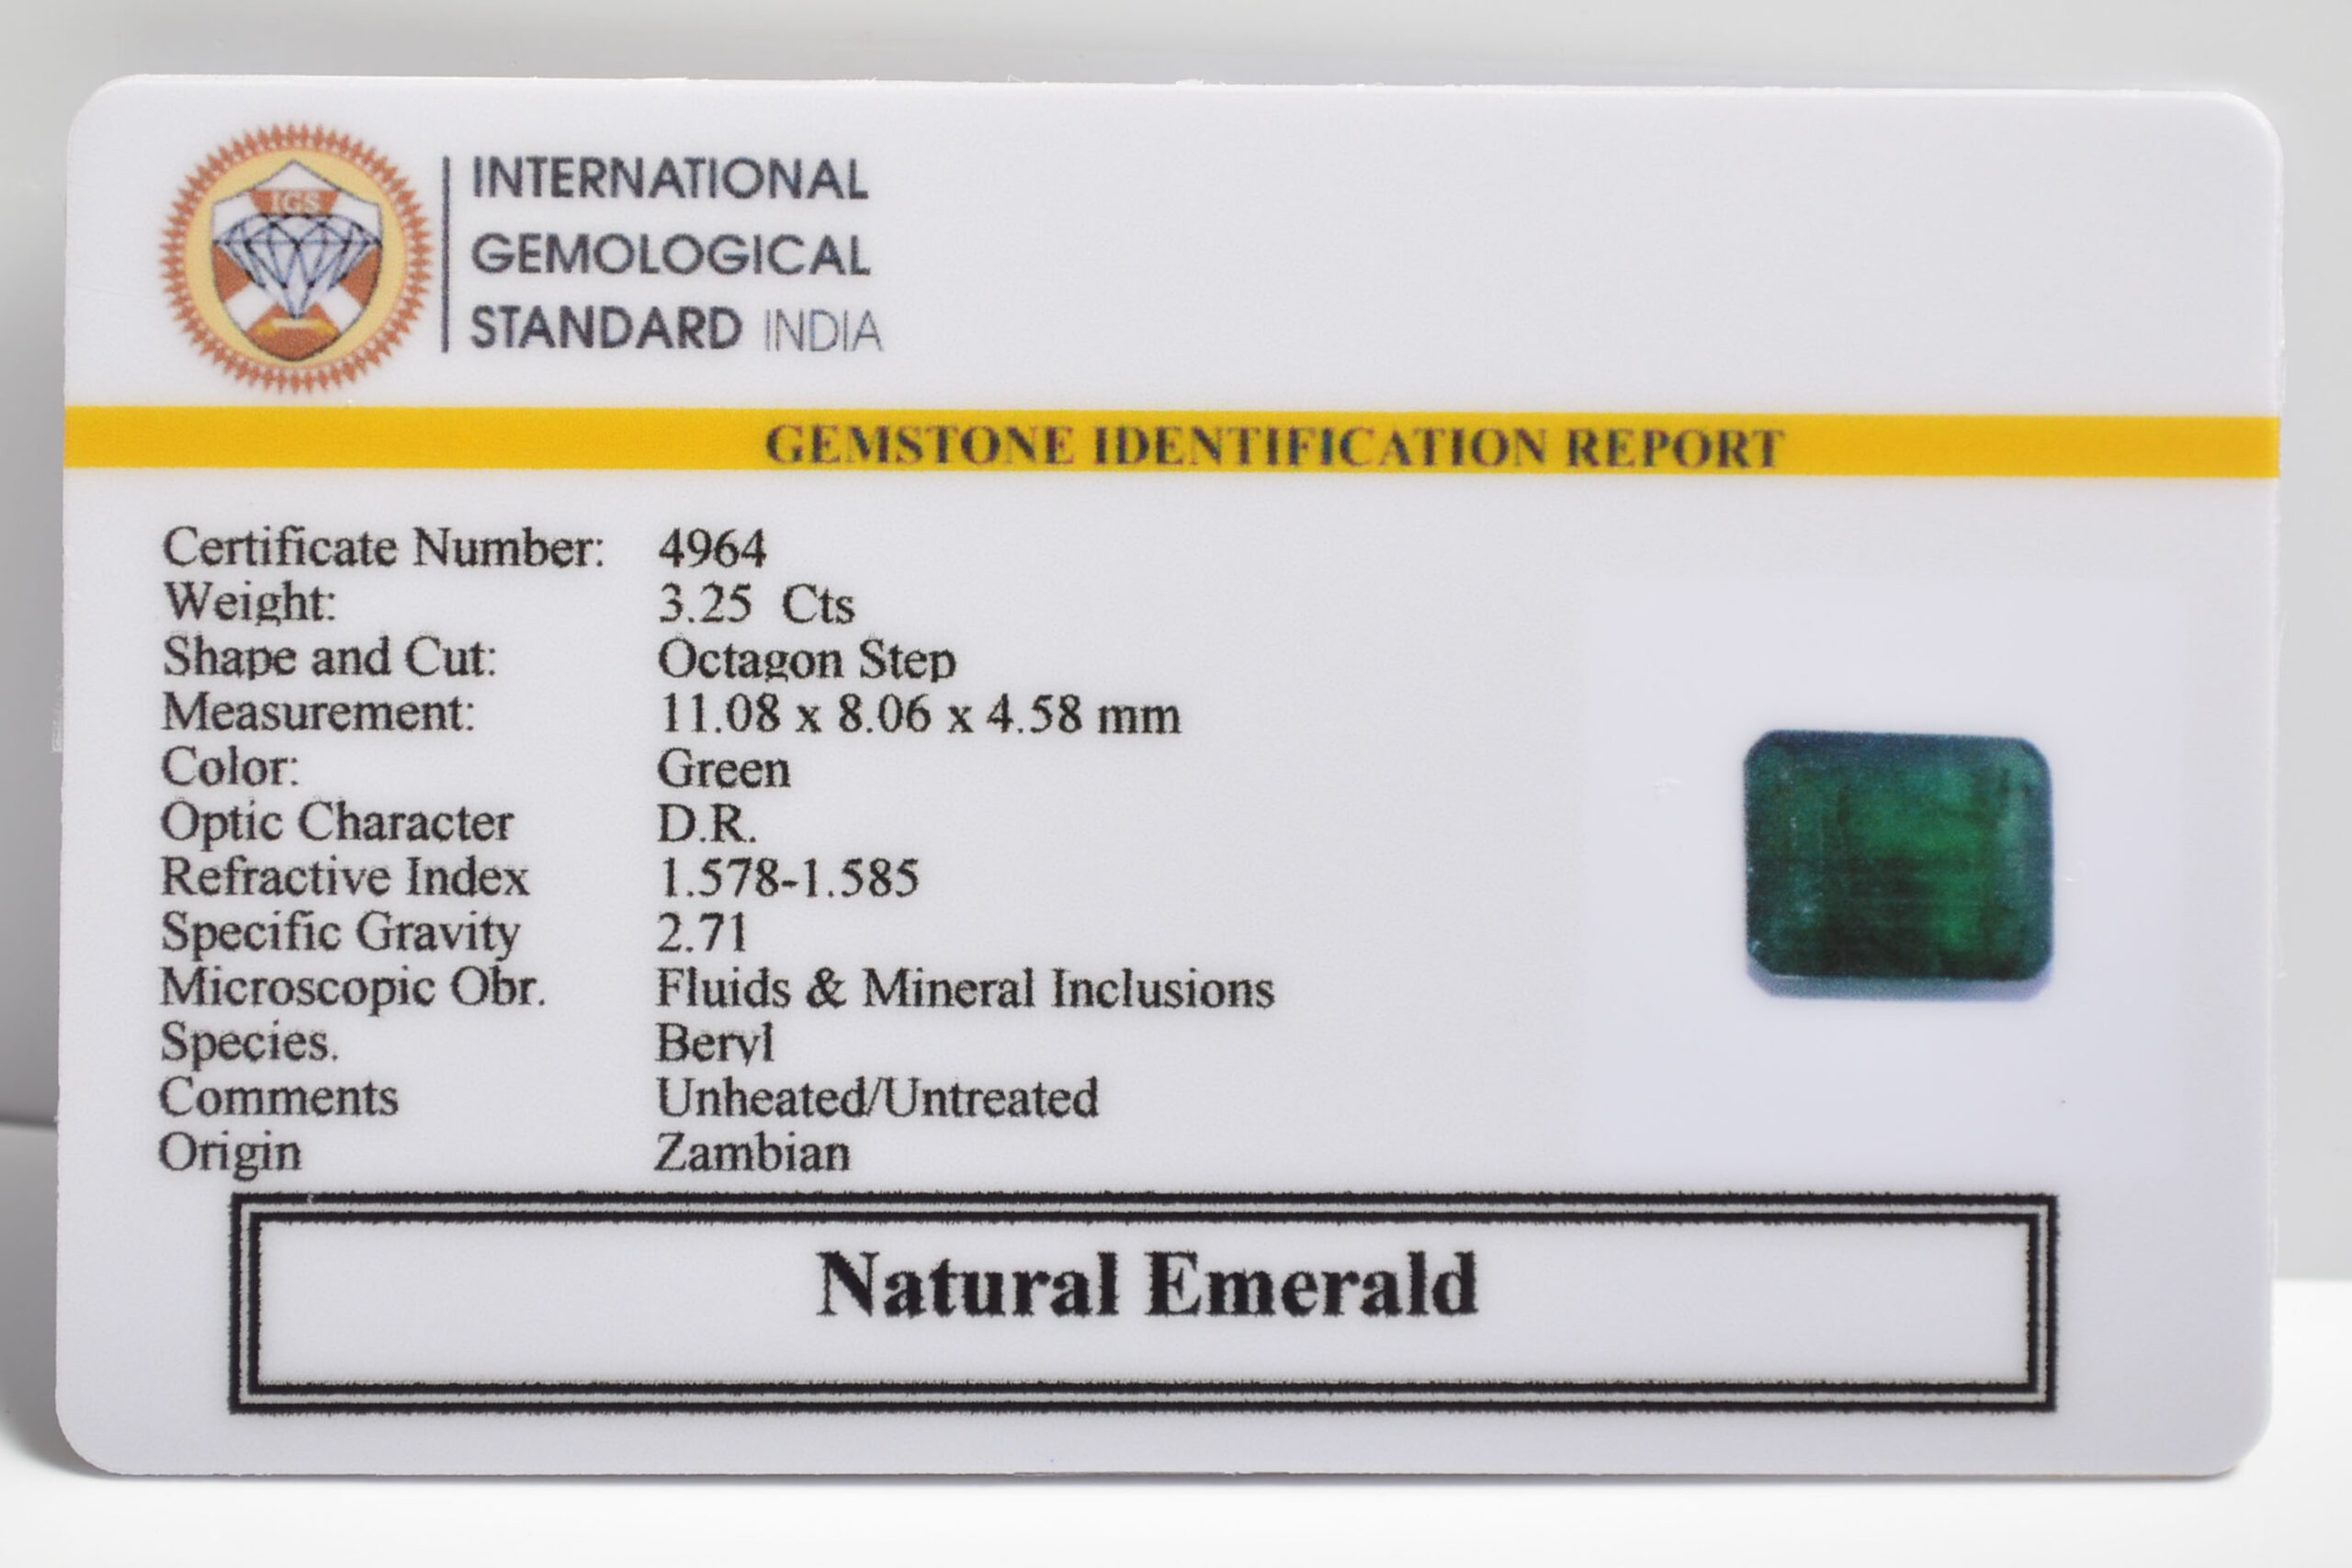 IGS
INTERNATIONAL
GEMOLOGICAL
STANDARD INDIA
GEMSTONE IDENTIFICATION REPORT
Certificate Number: 4964
Weight: 3.25 Cts
Shape and Cut: Octagon Step
Measurement: 11.08 x 8.06 x 4.58 mm
Color: Green
Optic Character D.R.
Refractive Index 1.578-1.585
Specific Gravity 2.71
Microscopic Obr. Fluids & Mineral Inclusions
Species. Beryl
Comments Unheated/Untreated
Origin Zambian
Natural Emerald